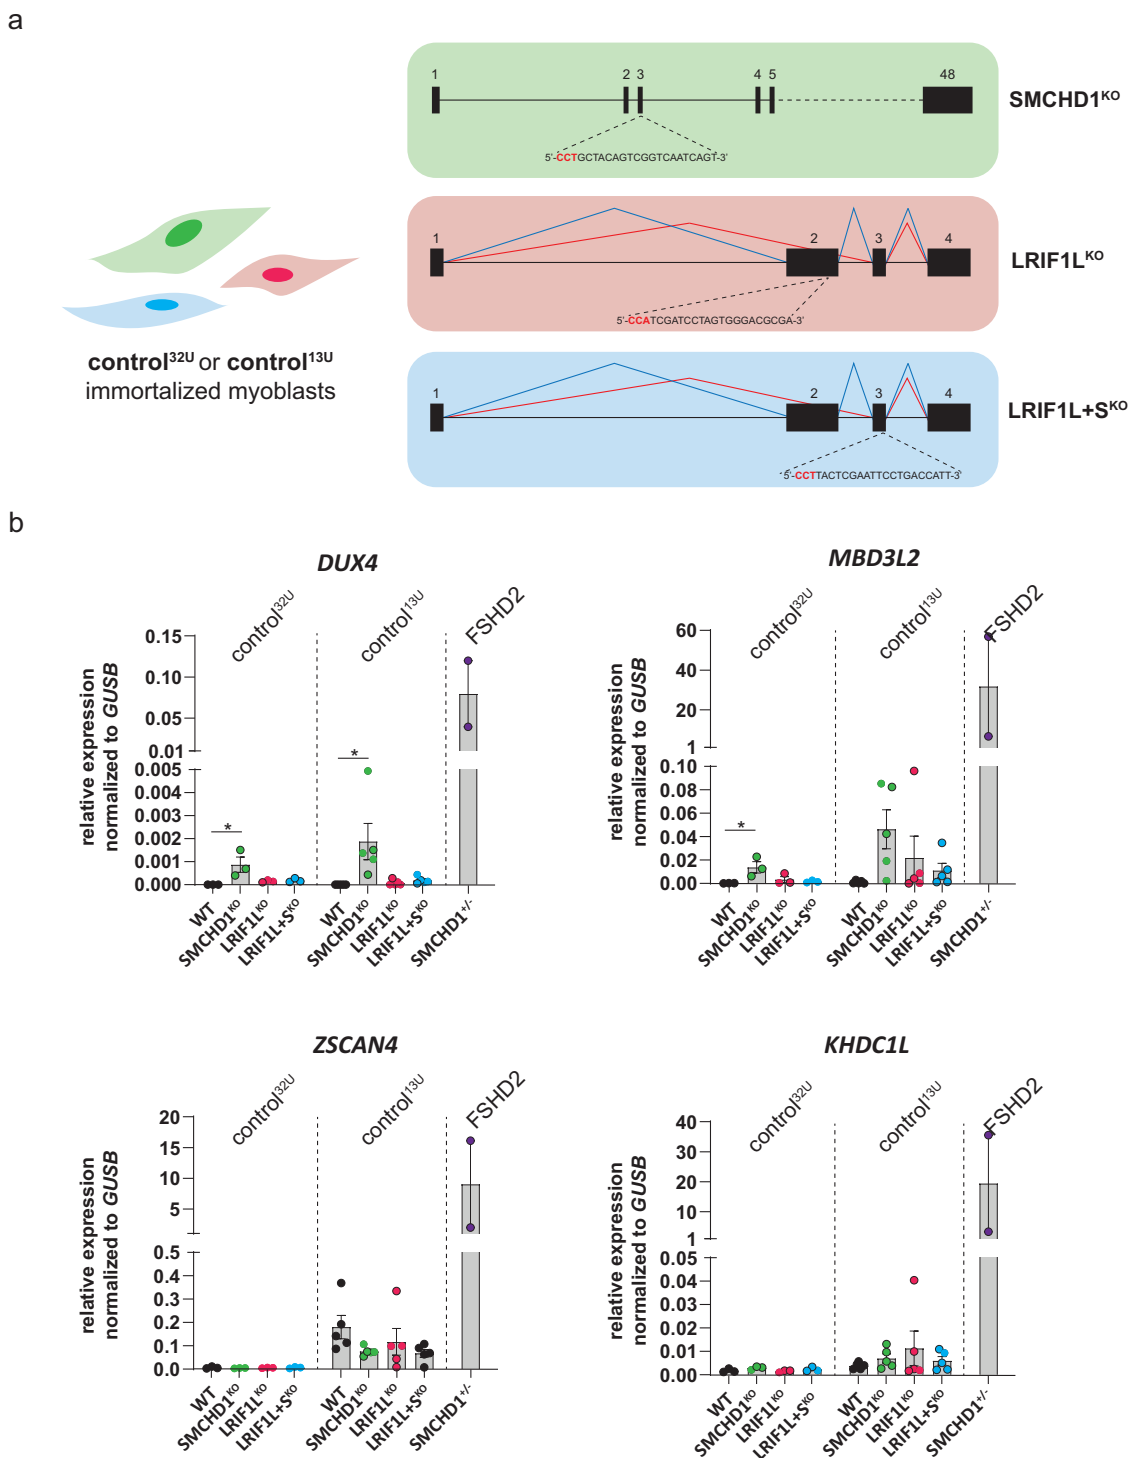 a
1 2 3 4 5 48
SMCHD1KO
5'-CCTGCTACAGTCGGTCAATCAGT-3'
1 2 3 4
LRIF1LKO
5'-CCATCGATCCTAGTGGGACGCGA-3'
1 2 3 4
LRIF1L+SKO
5'-CCTTACTCGAATTCCTGACCATT-3'
control32U or control13U
immortalized myoblasts
b
DUX4
control32U
control13U
FSHD2
relative expression
normalized to GUSB
0.15
0.10
0.05
0.01
0.005
0.004
0.003
0.002
0.001
0.000
*
*
WT
SMCHD1KO
LRIF1LKO
LRIF1L+SKO
WT
SMCHD1KO
LRIF1LKO
LRIF1L+SKO
SMCHD1+/-
MBD3L2
control32U
control13U
FSHD2
relative expression
normalized to GUSB
60
40
20
1
0.10
0.08
0.06
0.04
0.02
0.00
*
WT
SMCHD1KO
LRIF1LKO
LRIF1L+SKO
WT
SMCHD1KO
LRIF1LKO
LRIF1L+SKO
SMCHD1+/-
ZSCAN4
control32U
control13U
FSHD2
relative expression
normalized to GUSB
20
15
10
5
1
0.5
0.4
0.3
0.2
0.1
0.0
WT
SMCHD1KO
LRIF1LKO
LRIF1L+SKO
WT
SMCHD1KO
LRIF1LKO
LRIF1L+SKO
SMCHD1+/-
KHDC1L
control32U
control13U
FSHD2
relative expression
normalized to GUSB
40
30
20
10
1
0.05
0.04
0.03
0.02
0.01
0.00
WT
SMCHD1KO
LRIF1LKO
LRIF1L+SKO
WT
SMCHD1KO
LRIF1LKO
LRIF1L+SKO
SMCHD1+/-